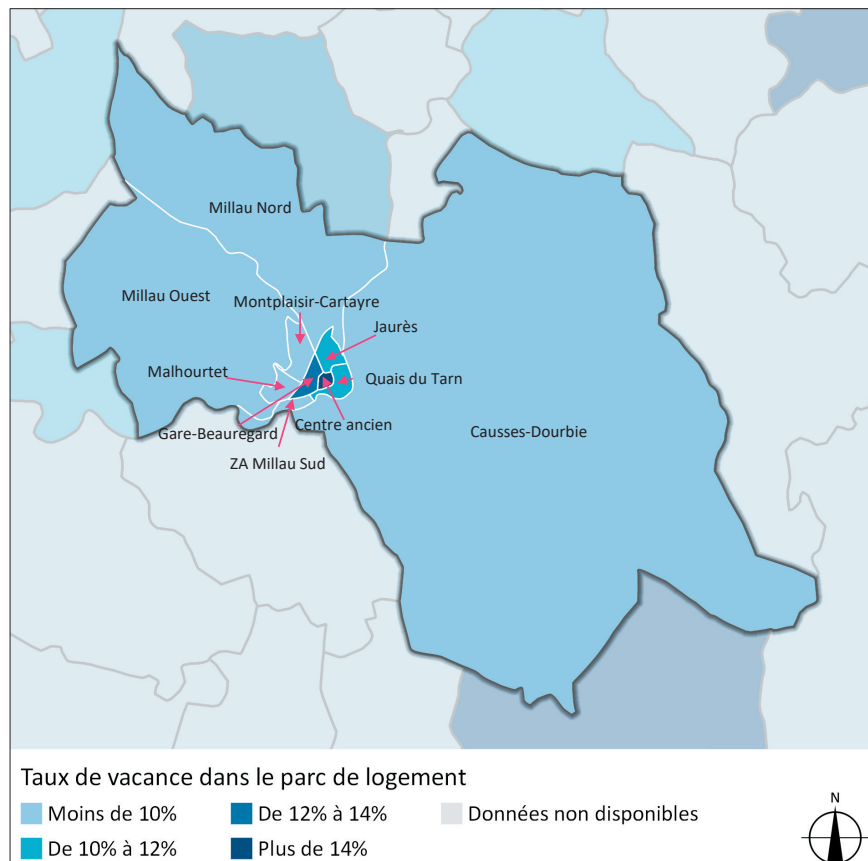 Millau Nord
Millau Ouest
Montplaisir-Cartayre
Jaurès
Malhourtet
Quais du Tarn
Gare-Beauregard
Centre ancien
Causses-Dourbie
ZA Millau Sud
Taux de vacance dans le parc de logement
Moins de 10%
De 12% à 14%
Données non disponibles
De 10% à 12%
Plus de 14%
N